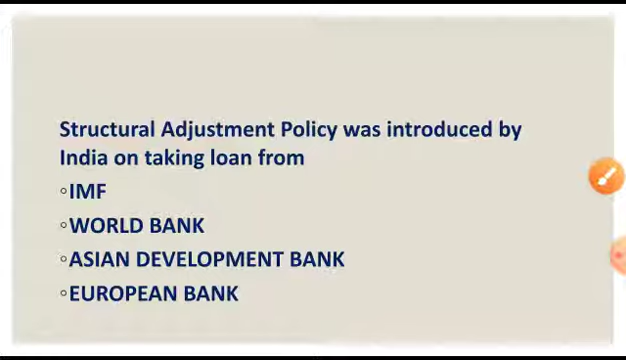 Structural Adjustment Policy was introduced by
India on taking loan from
◦IMF
◦WORLD BANK
◦ASIAN DEVELOPMENT BANK
◦EUROPEAN BANK